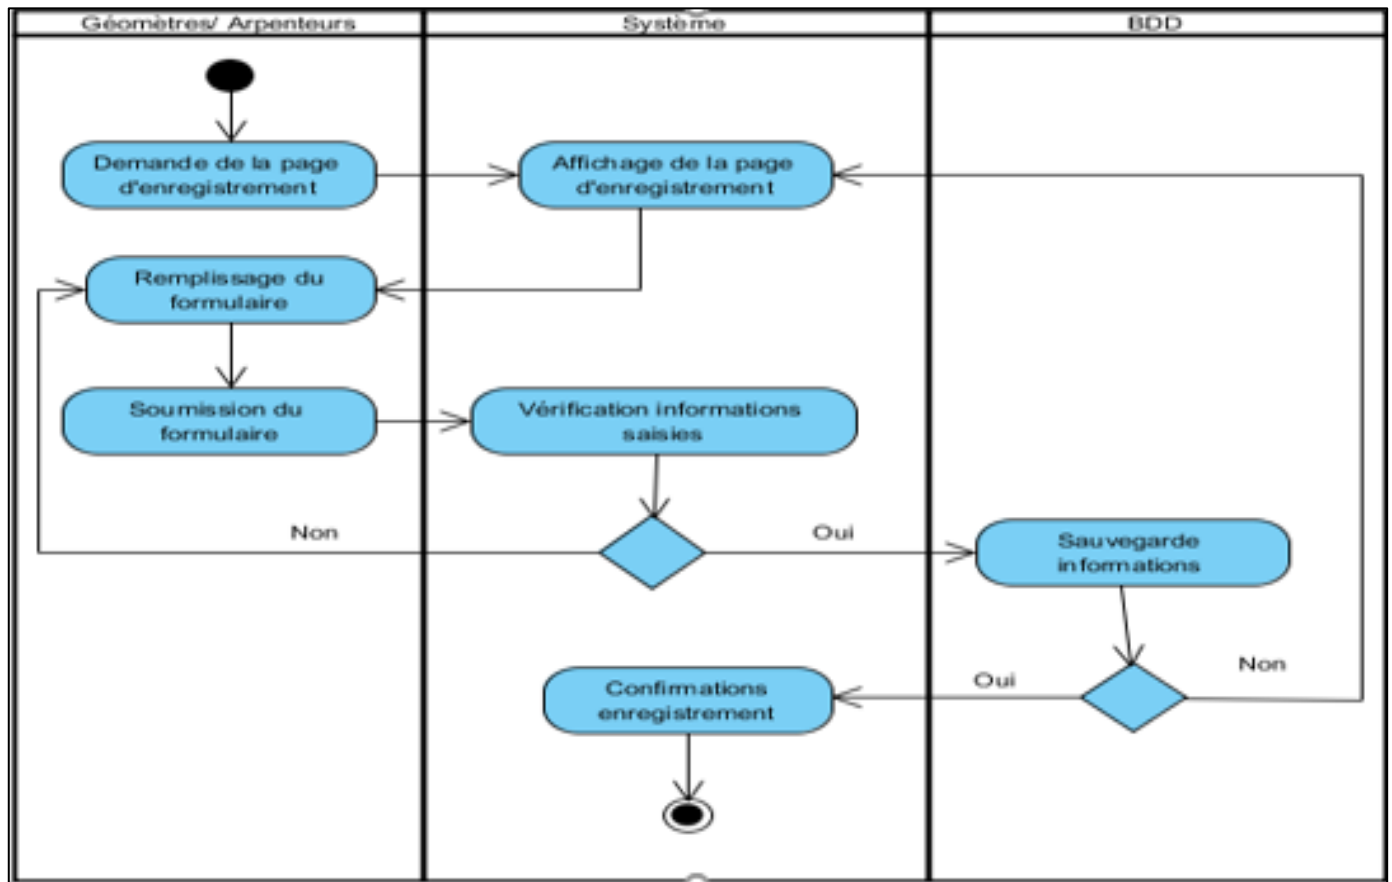 Géomètres/ Arpenteurs
Système
BDD
Demande de la page
d'enregistrement
Affichage de la page
d'enregistrement
Remplissage du
formulaire
Soumission du
formulaire
Vérification informations
saisies
Non
Oui
Sauvegarde
informations
Confirmations
enregistrement
Oui
Non